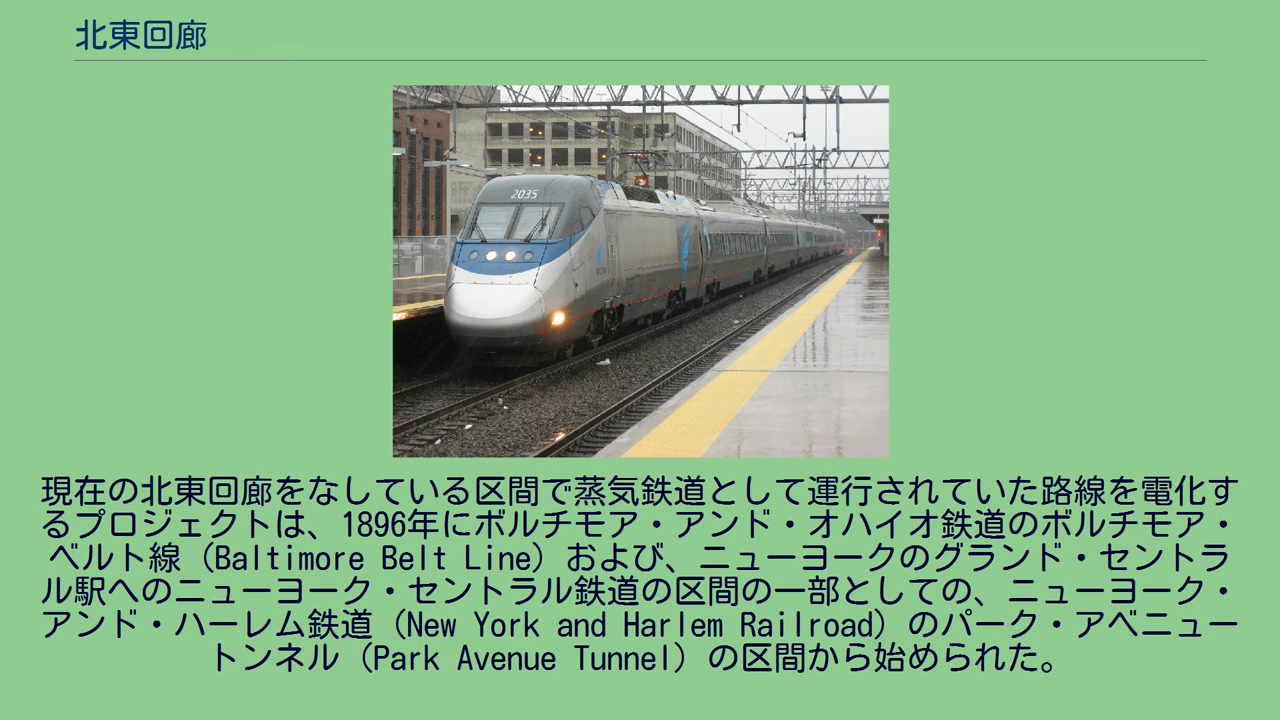 北東回廊
2035
現在の北東回廊をなしている区間で蒸気鉄道として運行されていた路線を電化す
るプロジェクトは、1896年にボルチモア・アンド・オハイオ鉄道のボルチモア・
ベルト線（Baltimore Belt Line）および、ニューヨークのグランド・セントラ
ル駅へのニューヨーク・セントラル鉄道の区間の一部としての、ニューヨーク・
アンド・ハーレム鉄道（New York and Harlem Railroad）のパーク・アベニュー
トンネル（Park Avenue Tunnel）の区間から始められた。